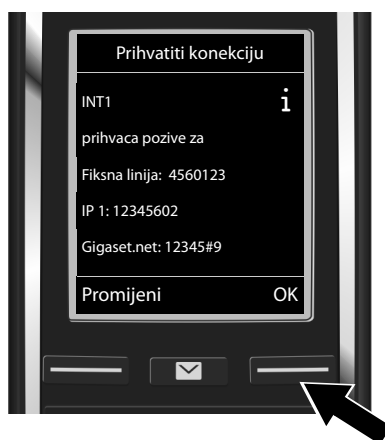 Prihvatiti konekciju
INT1 i
prihvaca pozive za
Fiksna linija: 4560123
IP 1: 12345602
Gigaset.net: 12345#9
Promijeni OK